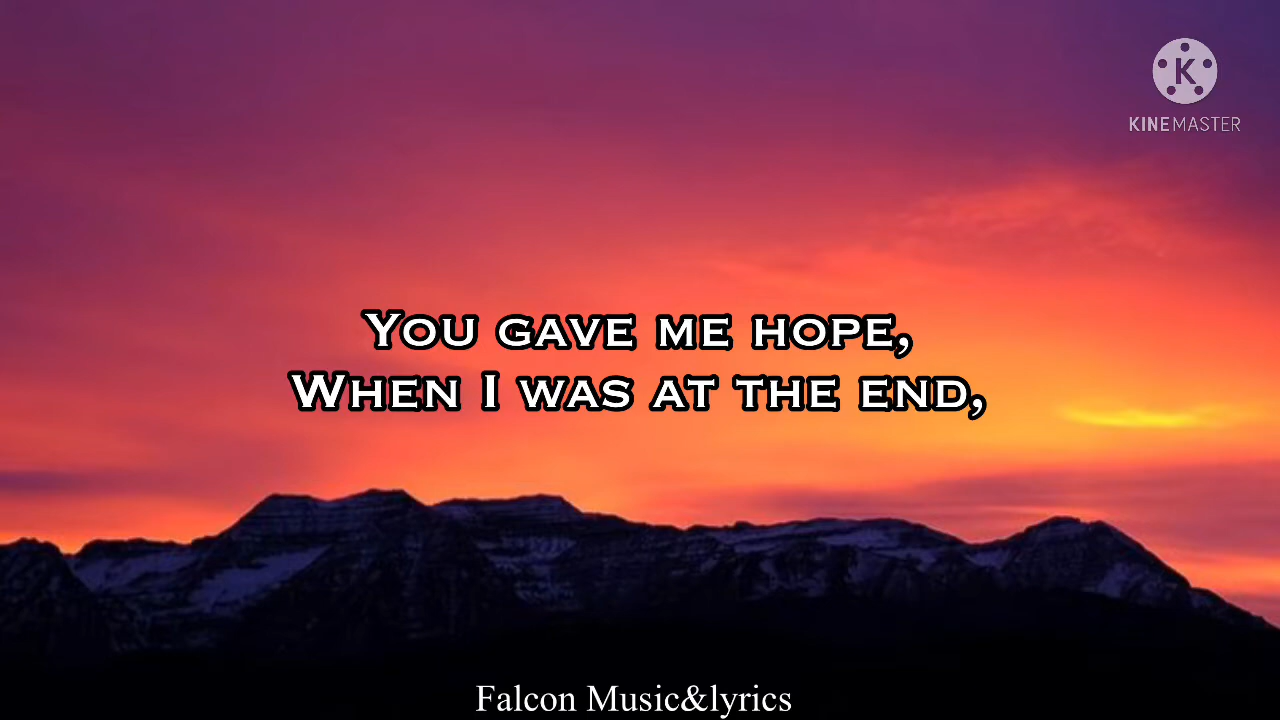 K
KINEMASTER
You gave me hope,
When I was at the end,
Falcon Music&lyrics